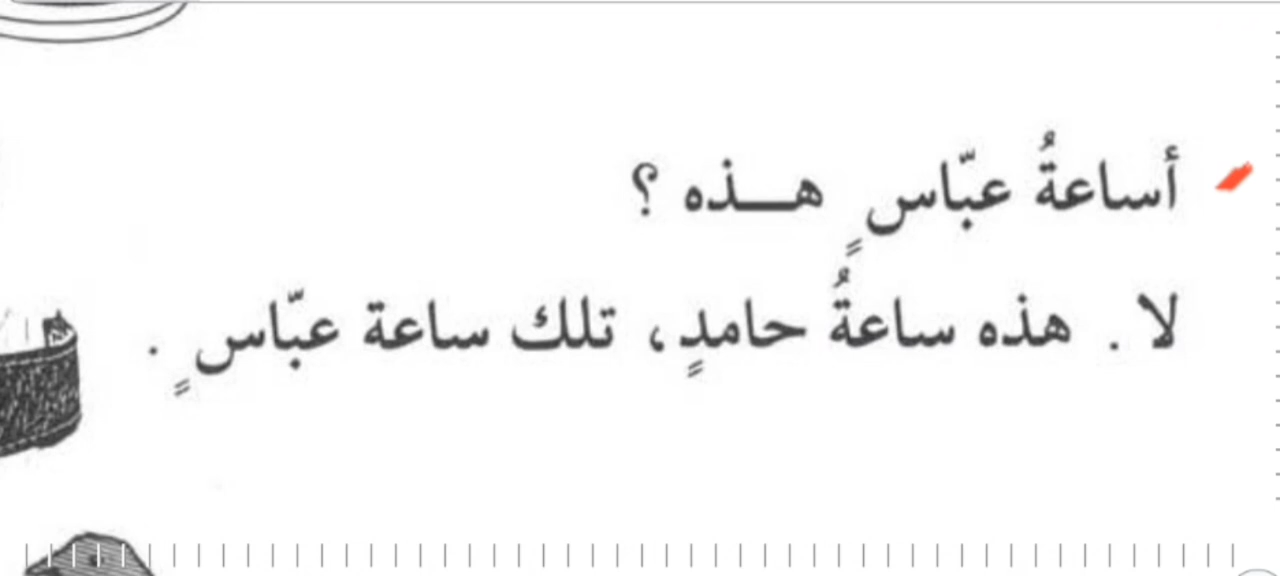 أساعةُ عبّاسٍ هـــذه ؟
لا . هذه ساعةُ حامدٍ، تلك ساعة عبّاسٍ .